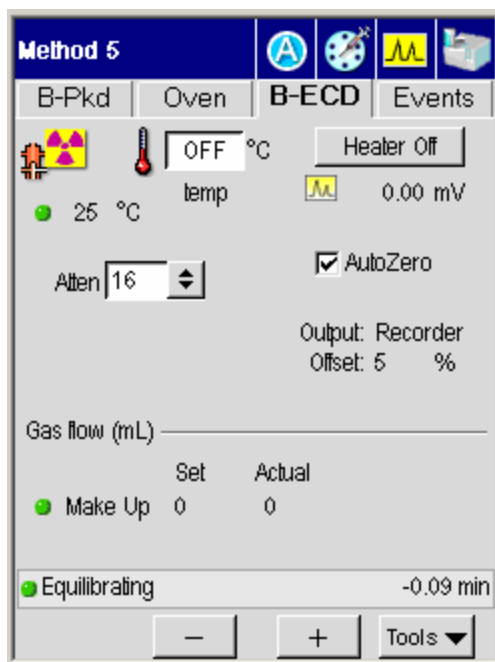 Method 5
A
B-Pkd Oven B-ECD Events
OFF °C Heater Off
temp 0.00 mV
25 °C
Atten 16 AutoZero
Output: Recorder
Offset: 5 %
Gas flow (mL)
Set Actual
Make Up 0 0
Equilibrating -0.09 min
− + Tools